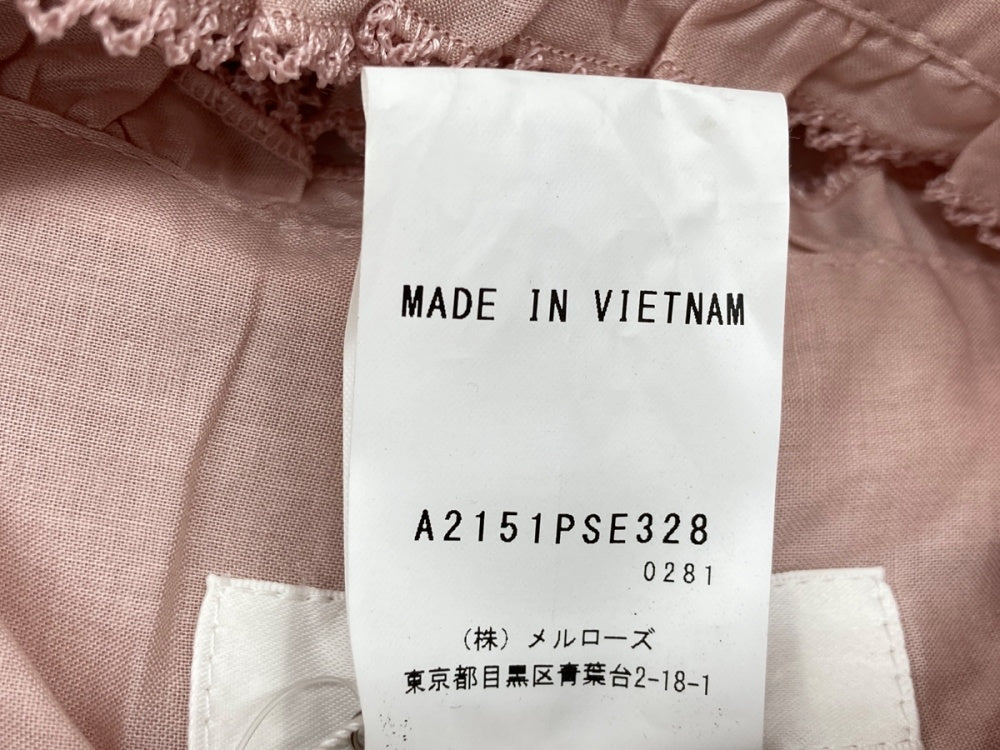 MADE IN VIETNAM
A2151PSE328
0281
(株) メルローズ
東京都目黒区青葉台2-18-1